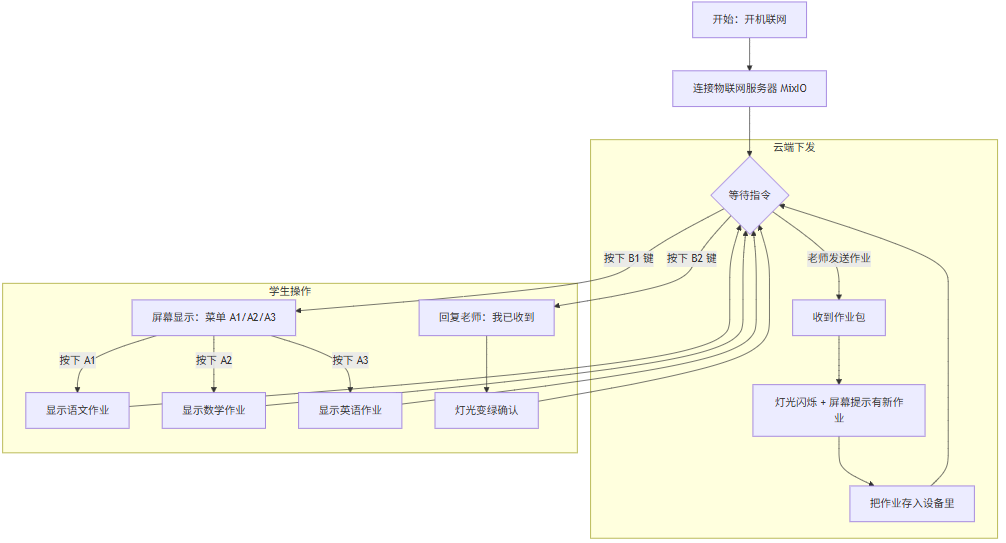 开始：开机联网
连接物联网服务器 MixIO
云端下发
等待指令
按下 B1 键
按下 B2 键
老师发送作业
学生操作
屏幕显示：菜单 A1/A2/A3
回复老师：我已收到
收到作业包
按下 A1
按下 A2
按下 A3
显示语文作业
显示数学作业
显示英语作业
灯光变绿确认
灯光闪烁 + 屏幕提示有新作
业
把作业存入设备里